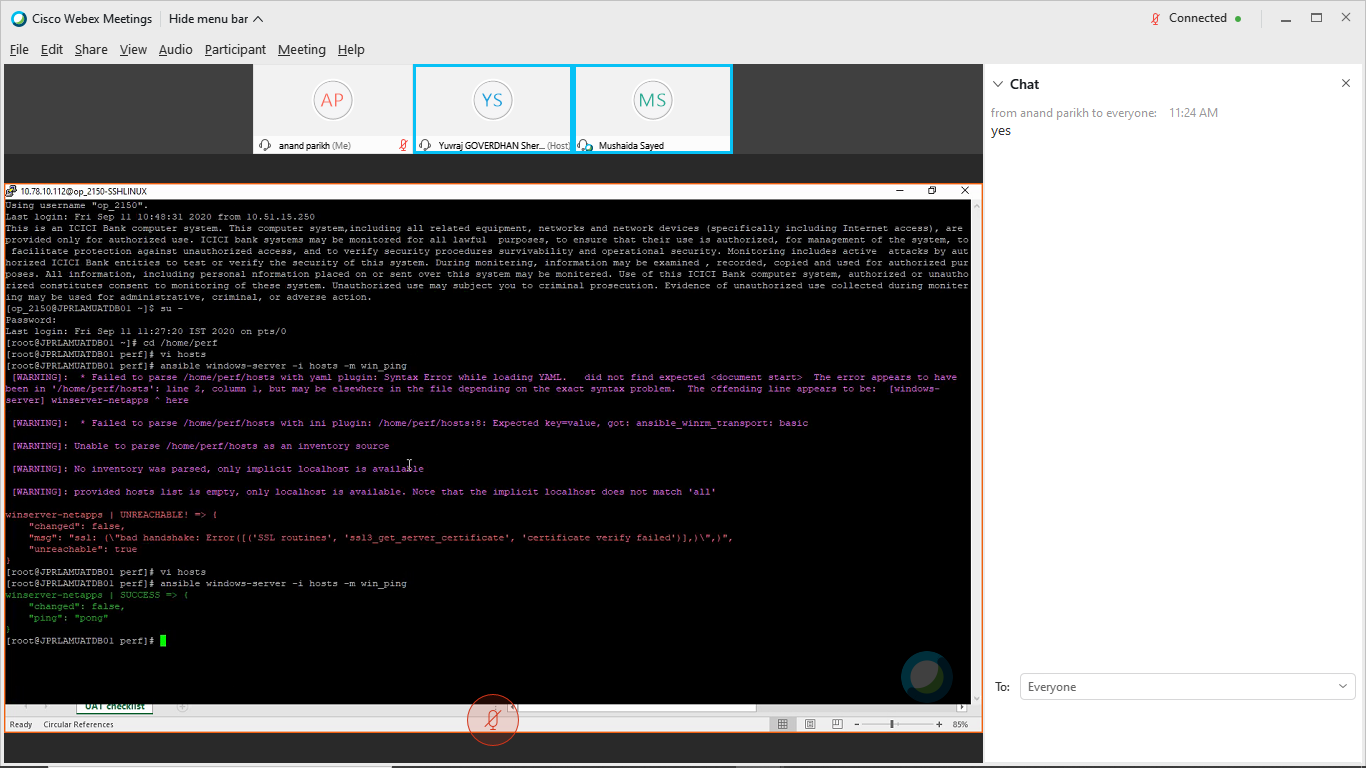 Cisco Webex Meetings
Hide menu bar
Connected
File Edit Share View Audio Participant Meeting Help
AP
YS
MS
anand parikh (Me)
Yuvraj GOVERDHAN Sher... (Host)
Mushaida Sayed
Chat
from anand parikh to everyone: 11:24 AM
yes
10.78.10.112@op_2150-SSHLINUX
Using username "op_2150".
Last login: Fri Sep 11 10:48:31 2020 from 10.51.15.250
This is an ICICI Bank computer system. This computer system,including all related equipment, networks and network devices (specifically including Internet access), are
provided only for authorized use. ICICI bank systems may be monitored for all lawful  purposes, to ensure that their use is authorized, for management of the system, to
 facilitate protection against unauthorized access, and to verify security procedures survivability and operational security. Monitoring includes active  attacks by aut
horized ICICI Bank entities to test or verify the security of this system. During monitoring, information may be examined , recorded, copied and used for authorized pur
poses. All information, including personal nformation placed on or sent over this system may be monitered. Use of this ICICI Bank computer system, authorized or unautho
rized constitutes consent to monitoring of these system. Unauthorized use may subject you to criminal prosecution. Evidence of unauthorized use collected during moniter
ing may be used for administrative, criminal, or adverse action.
[op_2150@JPRLAMUATDB01 ~]$ su -
Password:
Last login: Fri Sep 11 11:27:20 IST 2020 on pts/0
[root@JPRLAMUATDB01 ~]# cd /home/perf
[root@JPRLAMUATDB01 perf]# vi hosts
[root@JPRLAMUATDB01 perf]# ansible windows-server -i hosts -m win_ping
[WARNING]:  * Failed to parse /home/perf/hosts with yaml plugin: Syntax Error while loading YAML.   did not find expected <document start>  The error appears to have
been in '/home/perf/hosts': line 2, column 1, but may be elsewhere in the file depending on the exact syntax problem.  The offending line appears to be:  [windows-
server] winserver-netapps ^ here
[WARNING]:  * Failed to parse /home/perf/hosts with ini plugin: /home/perf/hosts:8: Expected key=value, got: ansible_winrm_transport: basic
[WARNING]: Unable to parse /home/perf/hosts as an inventory source
[WARNING]: No inventory was parsed, only implicit localhost is available
[WARNING]: provided hosts list is empty, only localhost is available. Note that the implicit localhost does not match 'all'
winserver-netapps | UNREACHABLE! => {
"changed": false,
"msg": "ssl: (\"bad handshake: Error([('SSL routines', 'ssl3_get_server_certificate', 'certificate verify failed')],)\",)",
"unreachable": true
}
[root@JPRLAMUATDB01 perf]# vi hosts
[root@JPRLAMUATDB01 perf]# ansible windows-server -i hosts -m win_ping
winserver-netapps | SUCCESS => {
"changed": false,
"ping": "pong"
}
[root@JPRLAMUATDB01 perf]#
UAT checklist
Ready Circular References
85%
To: Everyone